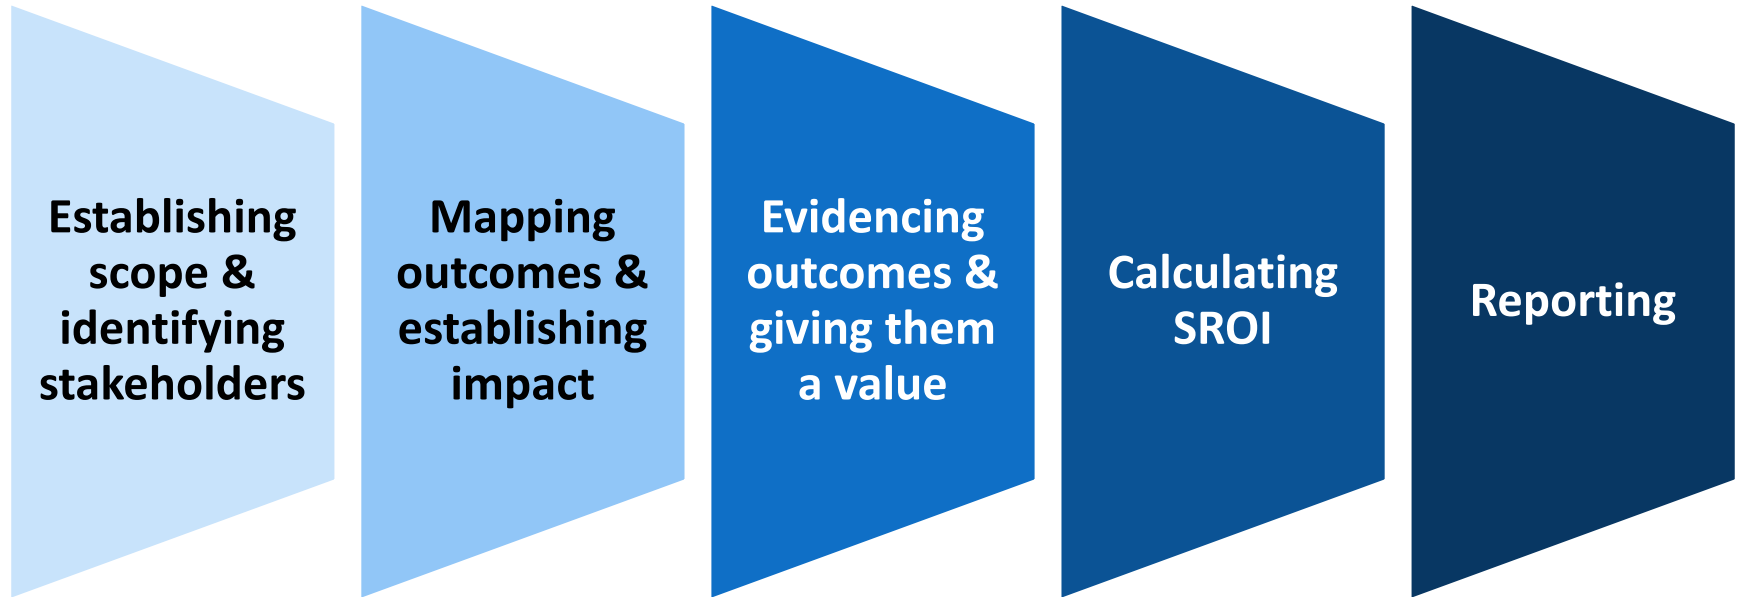 Establishing
scope &
identifying
stakeholders
Mapping
outcomes &
establishing
impact
Evidencing
outcomes &
giving them
a value
Calculating
SROI
Reporting